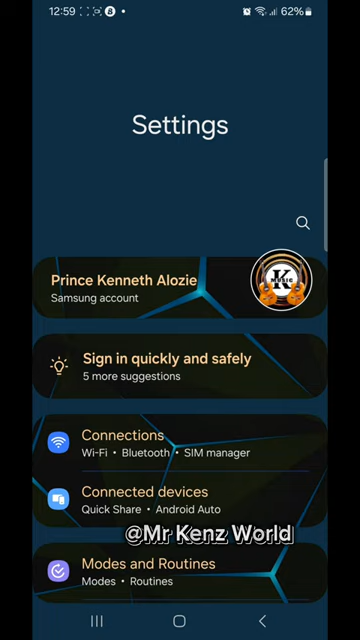 12:59
62%
Settings
Prince Kenneth Alozie
Samsung account
K
MUSIC
Sign in quickly and safely
5 more suggestions
Connections
Wi-Fi • Bluetooth • SIM manager
Connected devices
Quick Share • Android Auto
@Mr Kenz World
Modes and Routines
Modes • Routines